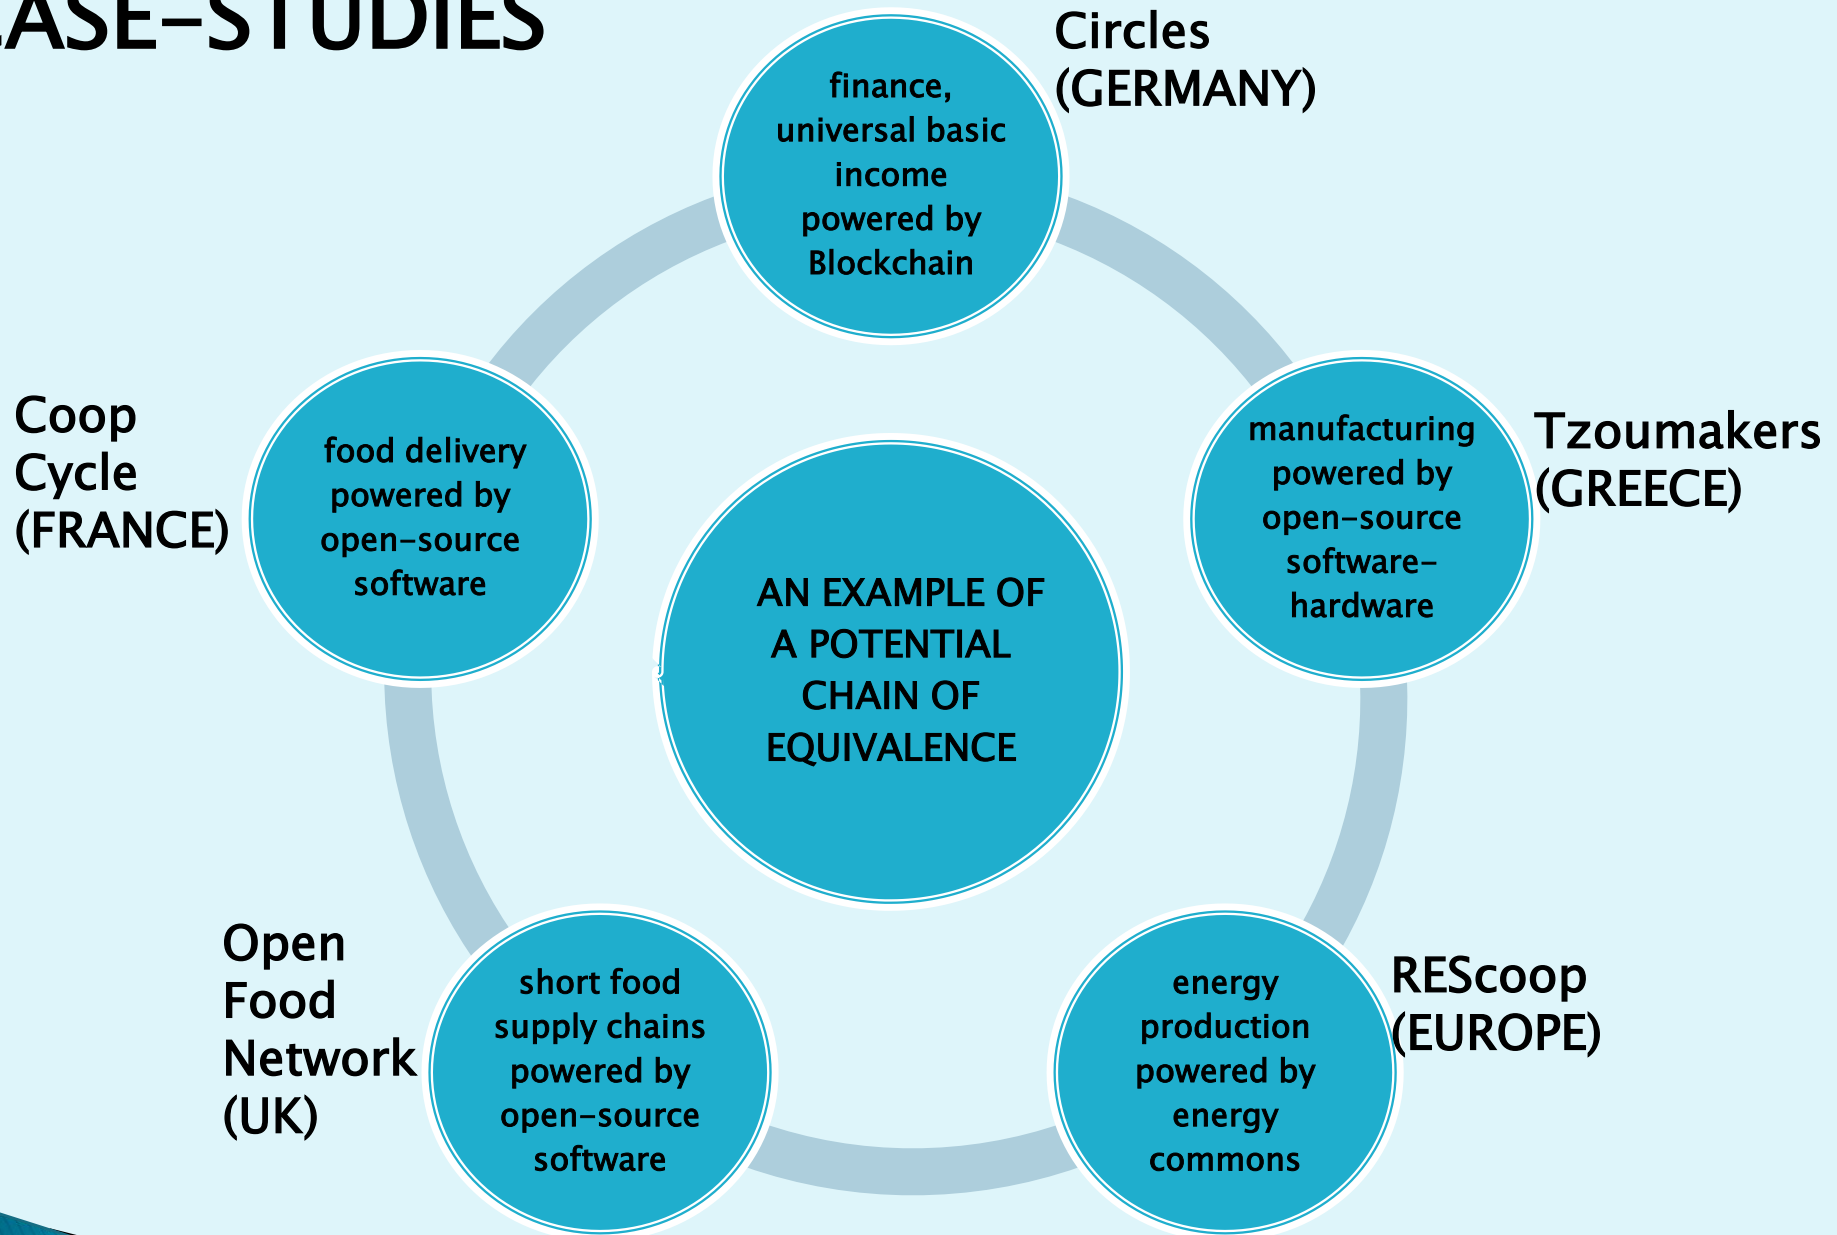 CASE-STUDIES
Circles
(GERMANY)
finance,
universal basic
income
powered by
Blockchain
Tzoumakers
(GREECE)
manufacturing
powered by
open-source
software-
hardware
REScoop
(EUROPE)
energy
production
powered by
energy
commons
Open
Food
Network
(UK)
short food
supply chains
powered by
open-source
software
Coop
Cycle
(FRANCE)
food delivery
powered by
open-source
software
AN EXAMPLE OF
A POTENTIAL
CHAIN OF
EQUIVALENCE